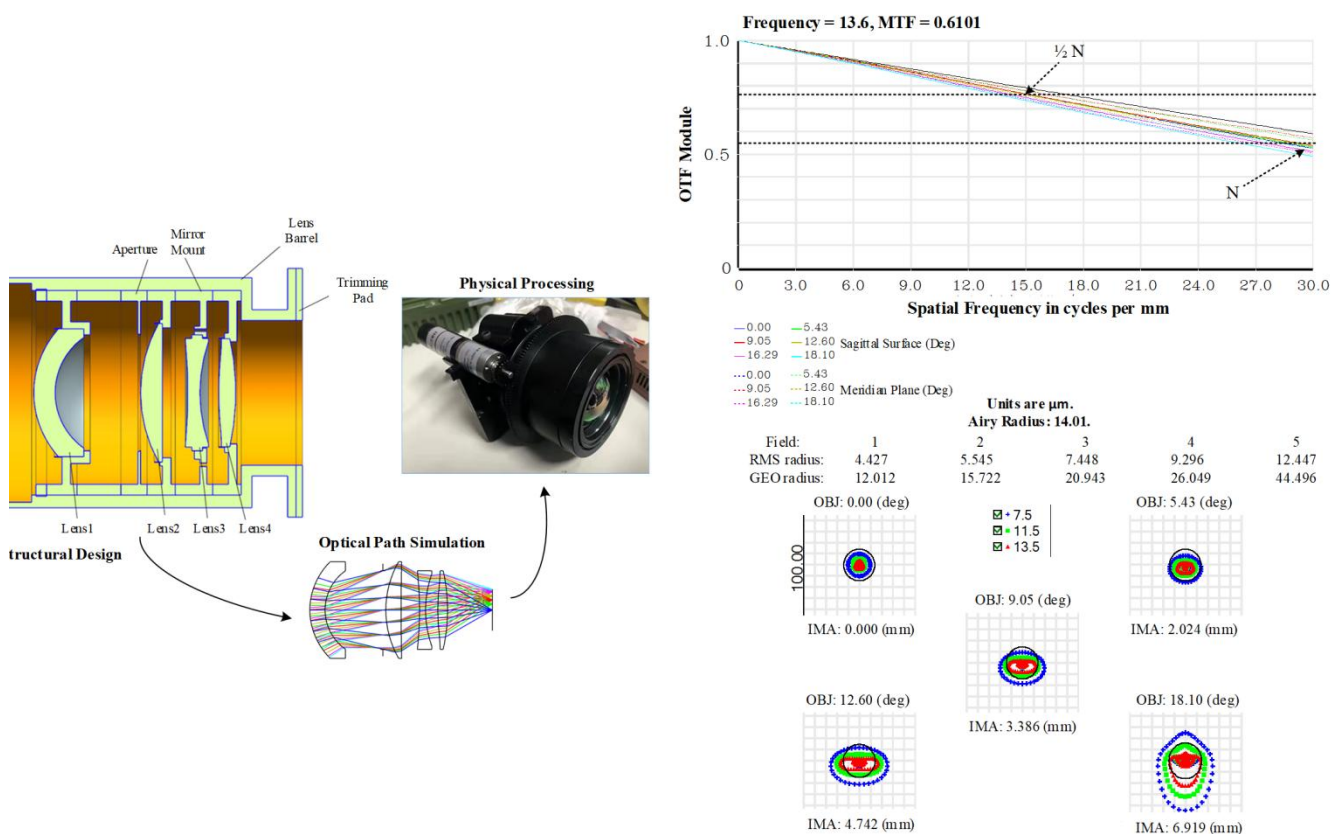 Frequency = 13.6, MTF = 0.6101
1.0
½ N
0.5
N
0
OTF Module
0 3.0 6.0 9.0 12.0 15.0 18.0 21.0 24.0 27.0 30.0
Spatial Frequency in cycles per mm
0.00 5.43
9.05 12.60 Sagittal Surface (Deg)
16.29 18.10
0.00 5.43
9.05 12.60 Meridian Plane (Deg)
16.29 18.10
Lens
Barrel
Mirror
Mount
Aperture
Trimming
Pad
Lens1 Lens2 Lens3 Lens4
tructural Design
Physical Processing
Optical Path Simulation
Units are µm.
Airy Radius: 14.01.
Field: 1 2 3 4 5
RMS radius: 4.427 5.545 7.448 9.296 12.447
GEO radius: 12.012 15.722 20.943 26.049 44.496
OBJ: 0.00 (deg)
100.00
IMA: 0.000 (mm)
7.5
11.5
13.5
OBJ: 5.43 (deg)
IMA: 2.024 (mm)
OBJ: 9.05 (deg)
IMA: 3.386 (mm)
OBJ: 12.60 (deg)
IMA: 4.742 (mm)
OBJ: 18.10 (deg)
IMA: 6.919 (mm)